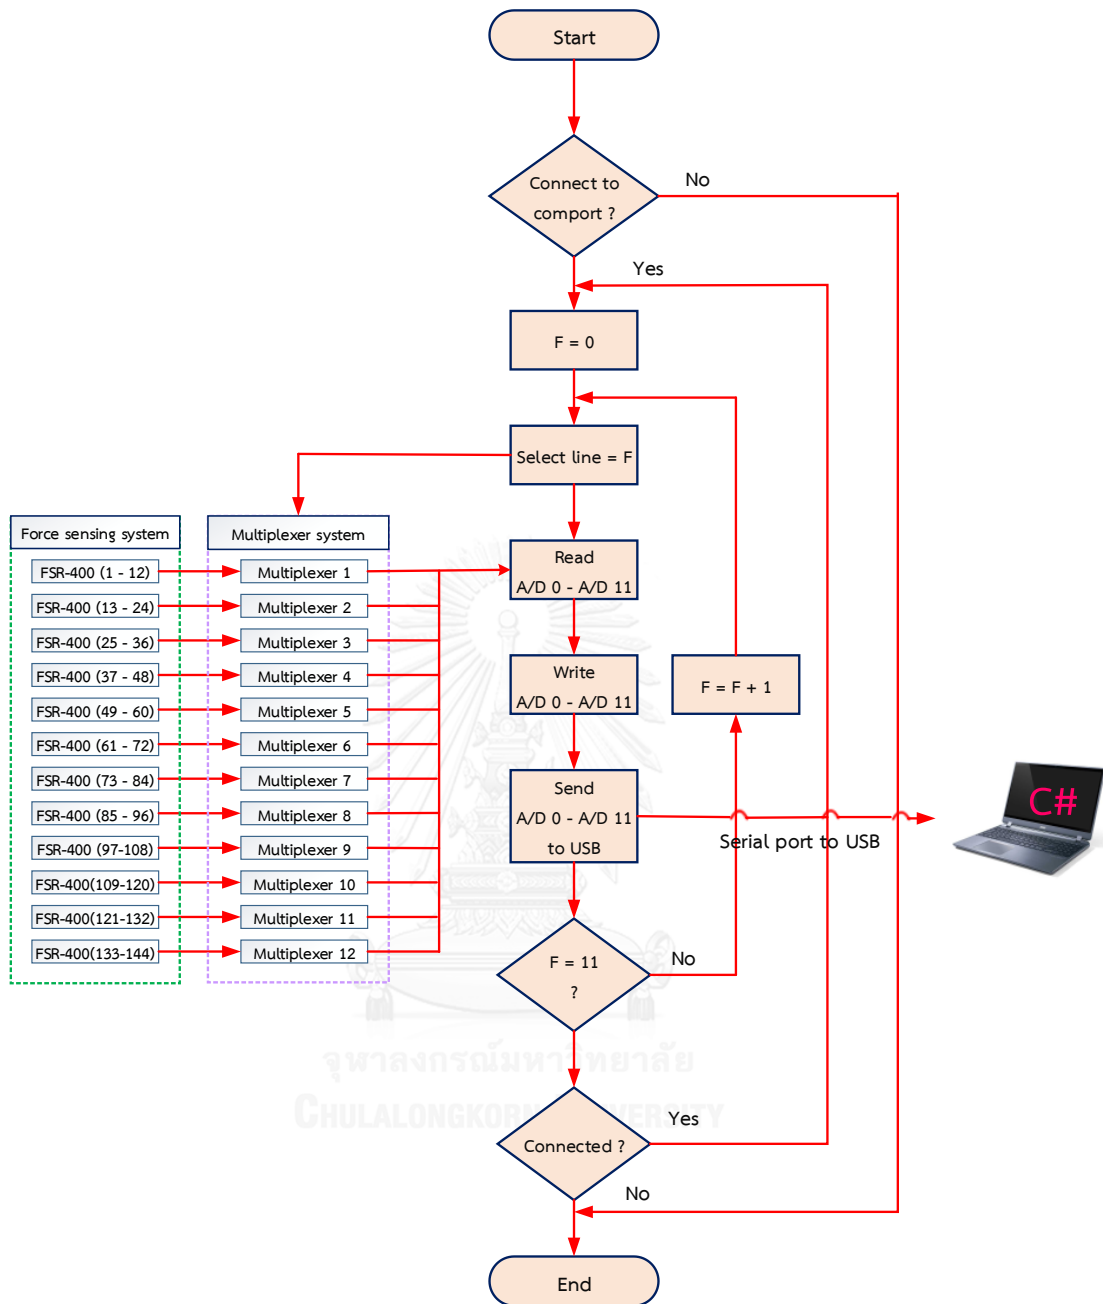 Start
Connect to
comport ?
No
Yes
F = 0
Select line = F
Force sensing system
Multiplexer system
FSR-400 (1 - 12)
Multiplexer 1
FSR-400 (13 - 24)
Multiplexer 2
FSR-400 (25 - 36)
Multiplexer 3
FSR-400 (37 - 48)
Multiplexer 4
FSR-400 (49 - 60)
Multiplexer 5
FSR-400 (61 - 72)
Multiplexer 6
FSR-400 (73 - 84)
Multiplexer 7
FSR-400 (85 - 96)
Multiplexer 8
FSR-400 (97-108)
Multiplexer 9
FSR-400(109-120)
Multiplexer 10
FSR-400(121-132)
Multiplexer 11
FSR-400(133-144)
Multiplexer 12
Read
A/D 0 - A/D 11
Write
A/D 0 - A/D 11
F = F + 1
Send
A/D 0 - A/D 11
to USB
Serial port to USB
C#
F = 11
?
No
จุฬาลงกรณ์มหาวิทยาลัย
CHULALONGKORN UNIVERSITY
Connected ?
Yes
No
End